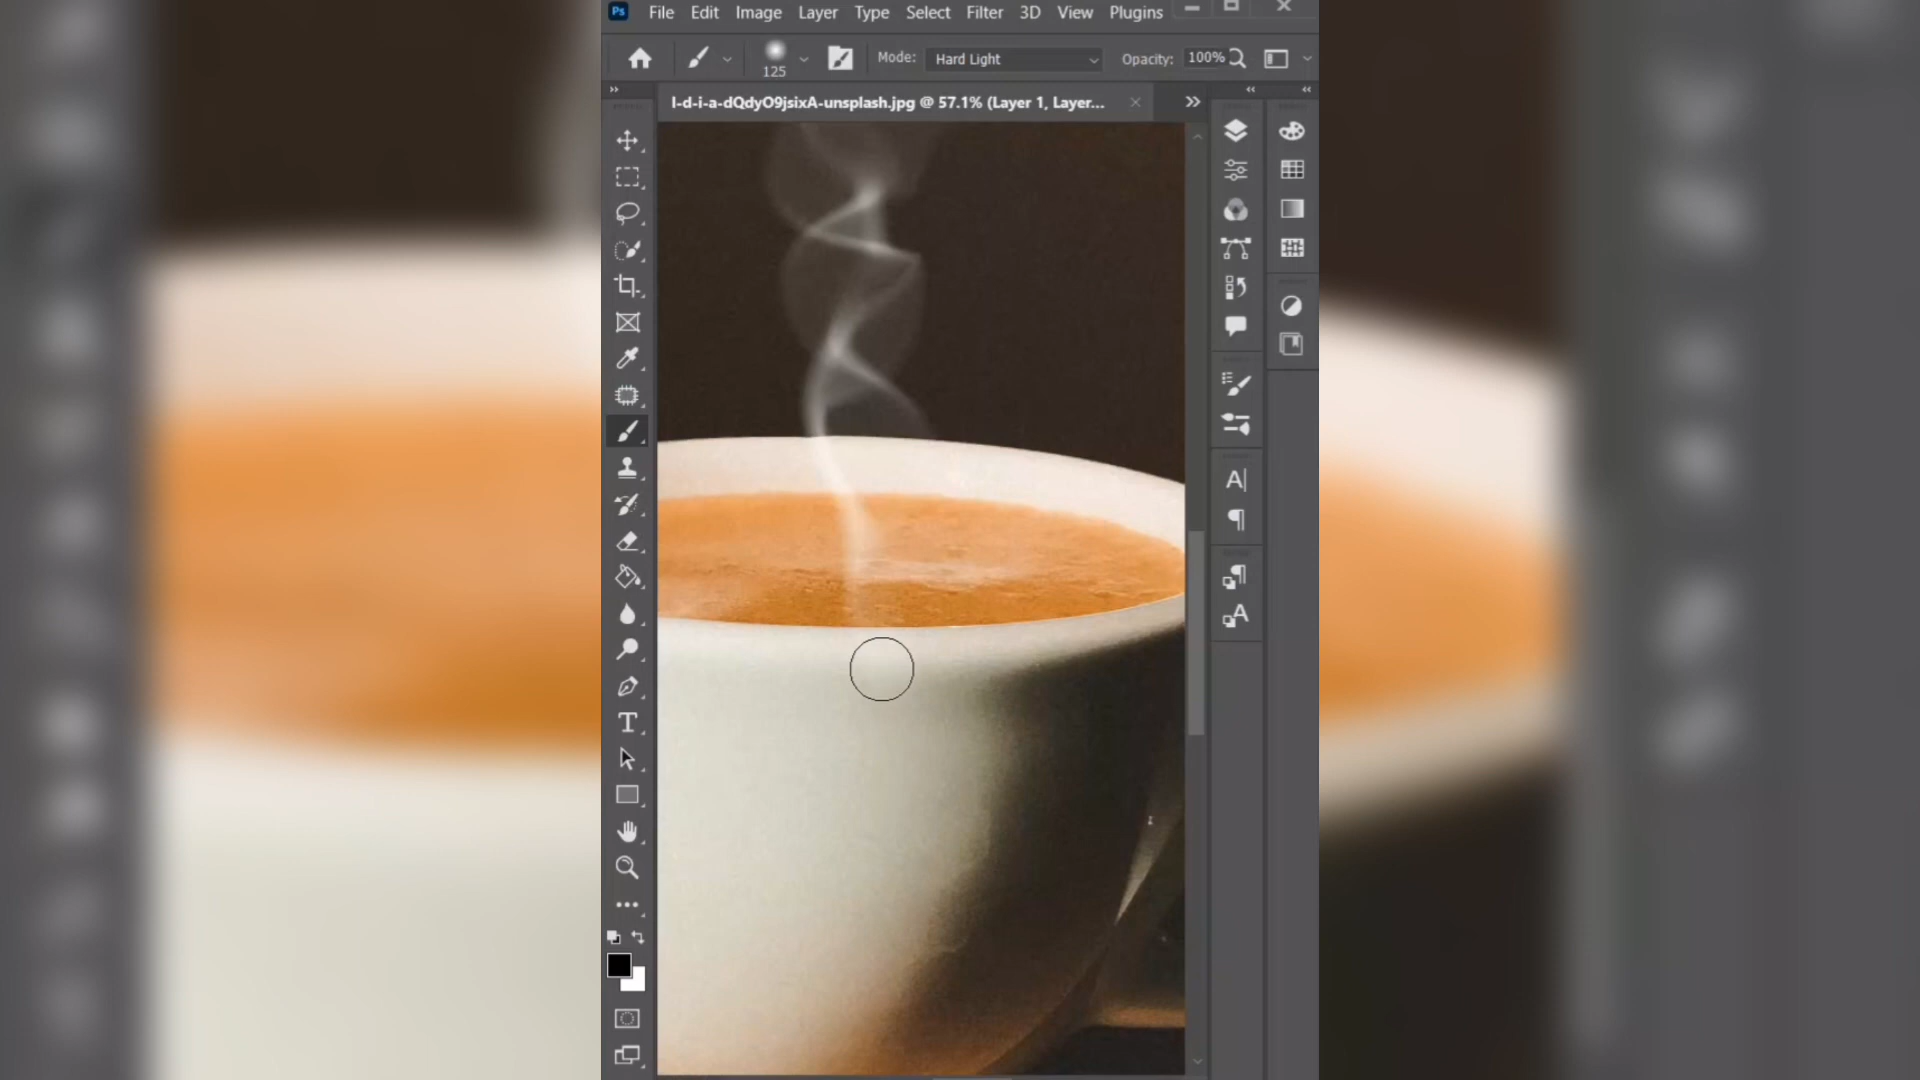 Ps File Edit Image Layer Type Select Filter 3D View Plugins
125 Mode: Hard Light Opacity: 100%
I-d-i-a-dQdyO9jsixA-unsplash.jpg @ 57.1% (Layer 1, Layer...